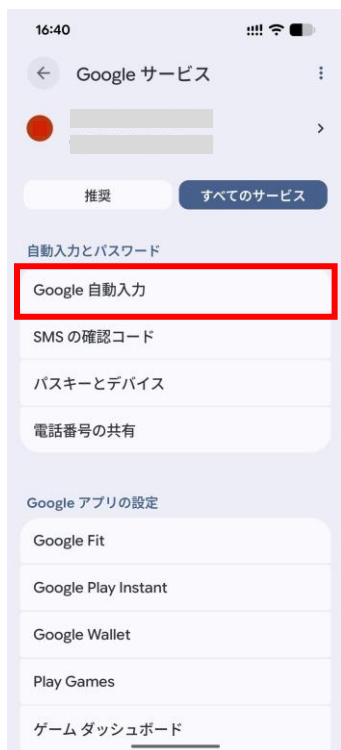 16:40
Google サービス
推奨
すべてのサービス
自動入力とパスワード
Google 自動入力
SMS の確認コード
パスキーとデバイス
電話番号の共有
Google アプリの設定
Google Fit
Google Play Instant
Google Wallet
Play Games
ゲーム ダッシュボード